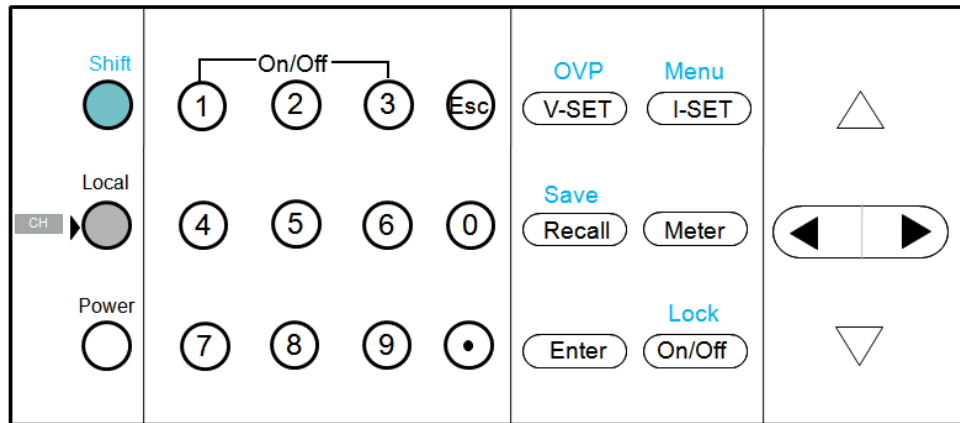 Shift
On/Off
OVP
Menu
1
2
3
Esc
V-SET
I-SET
Local
Save
CH
4
5
6
0
Recall
Meter
Power
Lock
7
8
9
•
Enter
On/Off